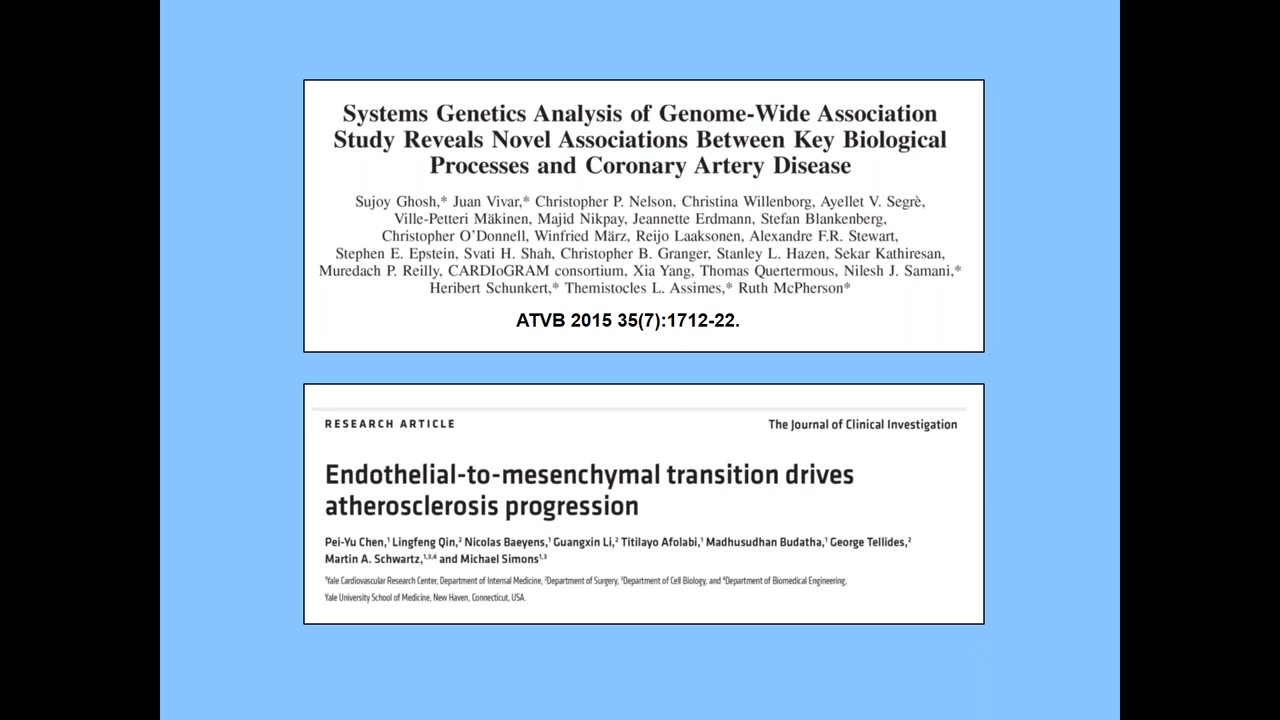 Systems Genetics Analysis of Genome-Wide Association
Study Reveals Novel Associations Between Key Biological
Processes and Coronary Artery Disease
Sujoy Ghosh,* Juan Vivar,* Christopher P. Nelson, Christina Willenborg, Ayellet V. Segrè,
Ville-Petteri Mäkinen, Majid Nikpay, Jeannette Erdmann, Stefan Blankenberg,
Christopher O'Donnell, Winfried März, Reijo Laaksonen, Alexandre F.R. Stewart,
Stephen E. Epstein, Svati H. Shah, Christopher B. Granger, Stanley L. Hazen, Sekar Kathiresan,
Muredach P. Reilly, CARDIoGRAM consortium, Xia Yang, Thomas Quertermous, Nilesh J. Samani,*
Heribert Schunkert,* Themistocles L. Assimes,* Ruth McPherson*
ATVB 2015 35(7):1712-22.
RESEARCH ARTICLE The Journal of Clinical Investigation
Endothelial-to-mesenchymal transition drives
atherosclerosis progression
Pei-Yu Chen,¹ Lingfeng Qin,² Nicolas Baeyens,¹ Guangxin Li,² Titilayo Afolabi,¹ Madhusudhan Budatha,¹ George Tellides,²
Martin A. Schwartz,¹,³,⁴ and Michael Simons¹,³
¹Yale Cardiovascular Research Center, Department of Internal Medicine, ²Department of Surgery, ³Department of Cell Biology, and ⁴Department of Biomedical Engineering,
Yale University School of Medicine, New Haven, Connecticut, USA.